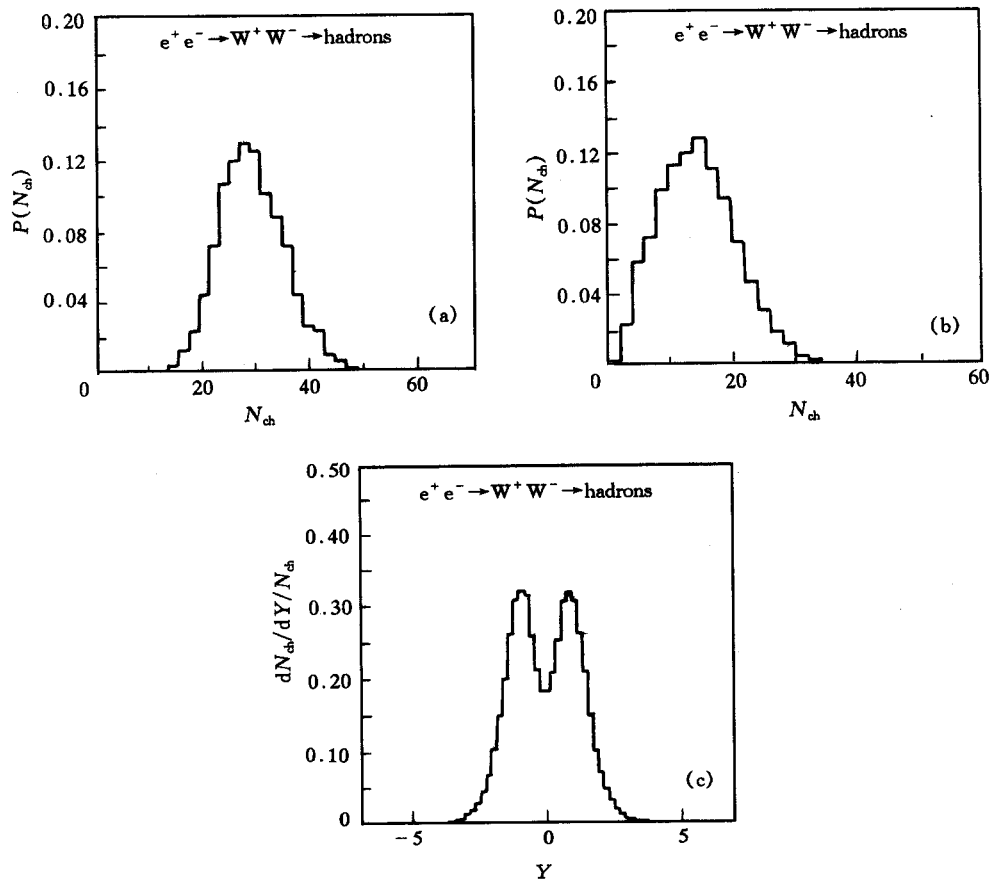 0.20
e⁺ e⁻ → W⁺ W⁻ → hadrons
0.16
0.12
0.08
0.04
P(N_ch)
(a)
0 20 40 60
N_ch
0.20
e⁺ e⁻ → W⁺ W⁻ → hadrons
0.16
0.12
0.08
0.04
P(N_ch)
(b)
0 20 40 60
N_ch
0.50
e⁺ e⁻ → W⁺ W⁻ → hadrons
0.40
0.30
0.20
0.10
0
dN_ch/dY/N_ch
(c)
-5 0 5
Y